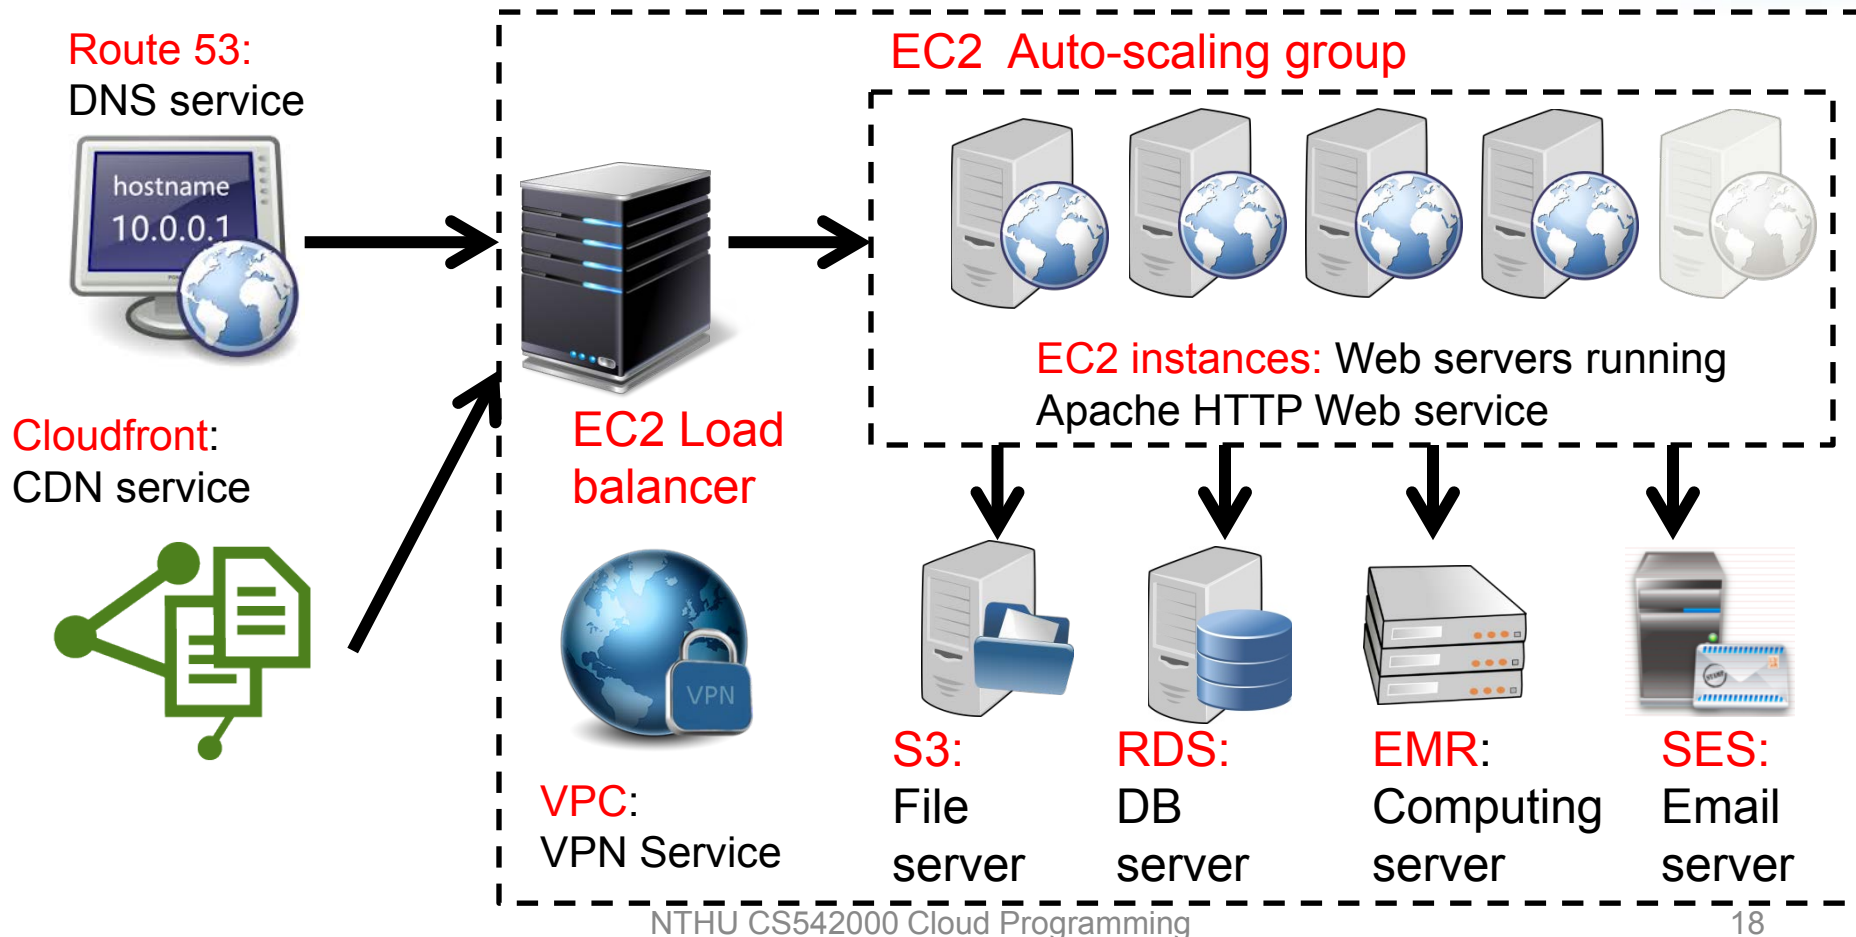 Route 53:
DNS service
hostname
10.0.0.1
Cloudfront:
CDN service
EC2 Load
balancer
VPN
VPC:
VPN Service
EC2 Auto-scaling group
EC2 instances: Web servers running
Apache HTTP Web service
S3:
File
server
RDS:
DB
server
EMR:
Computing
server
SES:
Email
server
NTHU CS542000 Cloud Programming
18